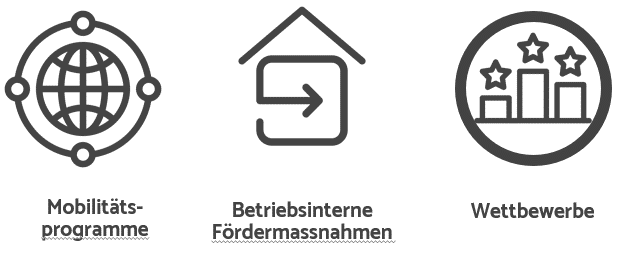 Mobilitäts-
programme
Betriebsinterne
Fördermassnahmen
Wettbewerbe